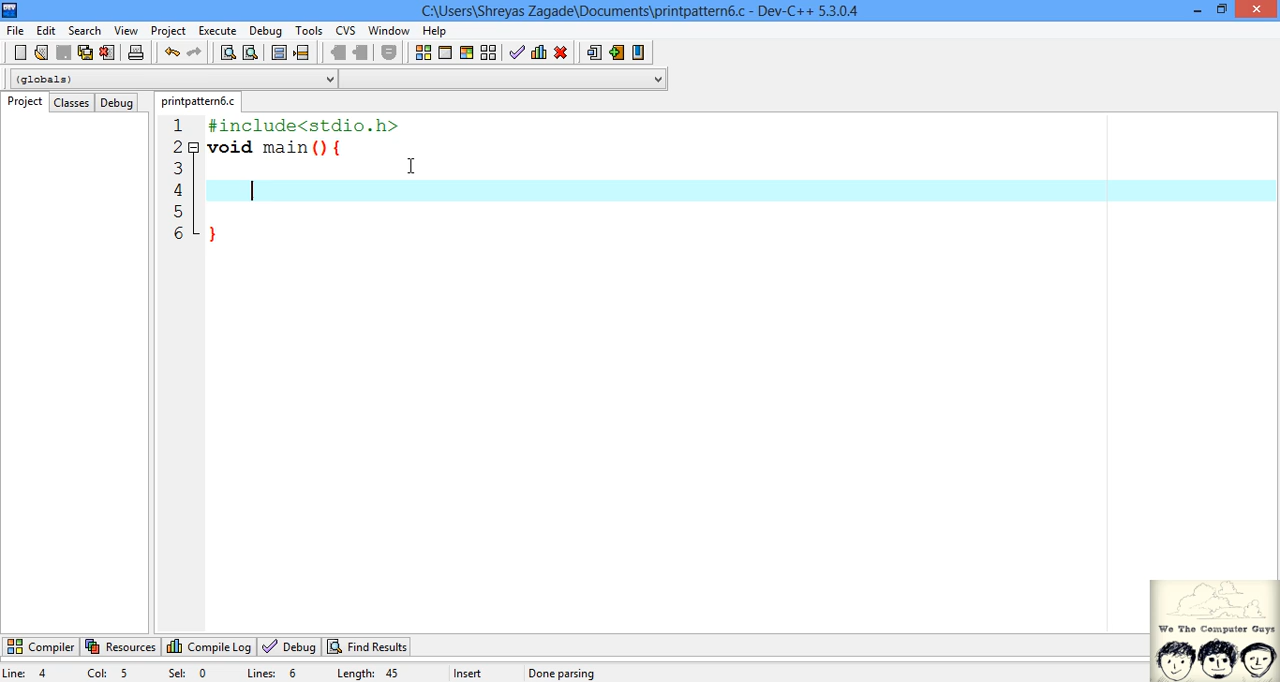 C:\Users\Shreyas Zagade\Documents\printpattern6.c - Dev-C++ 5.3.0.4
File Edit Search View Project Execute Debug Tools CVS Window Help
(globals)
Project Classes Debug printpattern6.c
1 #include<stdio.h>
2 void main(){
3
4
5
6 }
We The Computer Guys
Compiler Resources Compile Log Debug Find Results
Line: 4 Col: 5 Sel: 0 Lines: 6 Length: 45 Insert Done parsing